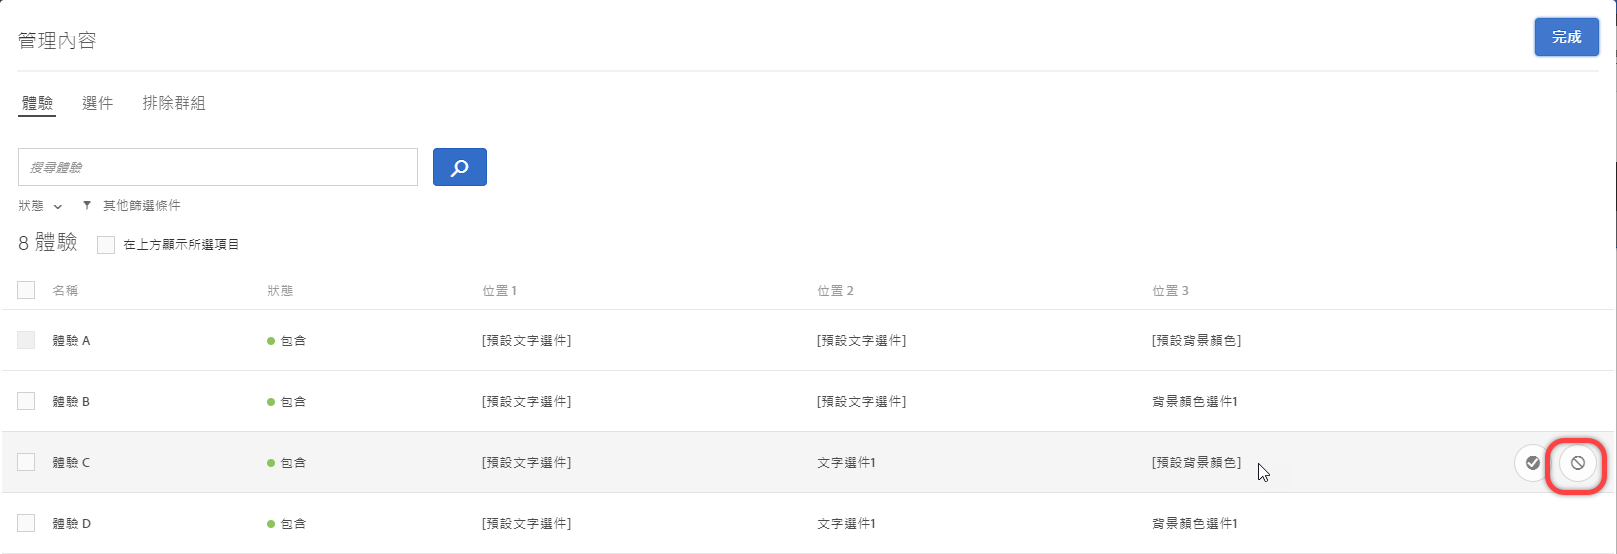 管理內容
完成
體驗 選件 排除群組
搜尋體驗
狀態 其他篩選條件
8 體驗 在上方顯示所選項目
名稱 狀態 位置 1 位置 2 位置 3
體驗 A 包含 [預設文字選件] [預設文字選件] [預設背景顏色]
體驗 B 包含 [預設文字選件] [預設文字選件] 背景顏色選件1
體驗 C 包含 [預設文字選件] 文字選件1 [預設背景顏色]
體驗 D 包含 [預設文字選件] 文字選件1 背景顏色選件1